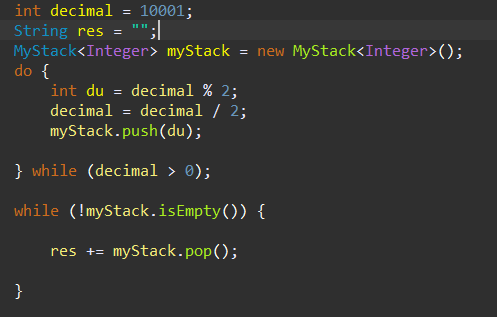 int decimal = 10001;
String res = "";
MyStack<Integer> myStack = new MyStack<Integer>();
do {
int du = decimal % 2;
decimal = decimal / 2;
myStack.push(du);
} while (decimal > 0);
while (!myStack.isEmpty()) {
res += myStack.pop();
}